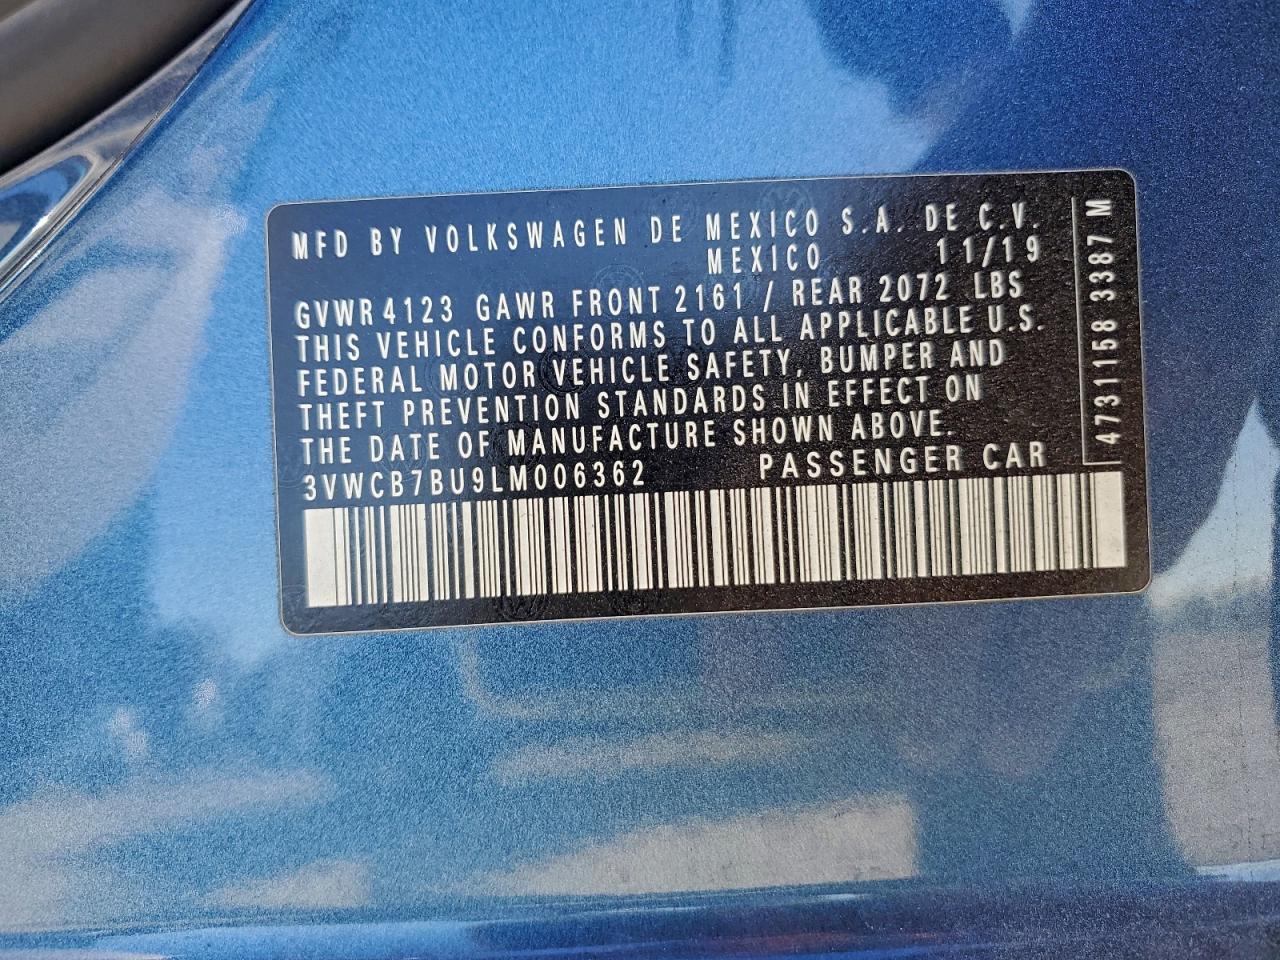 MFD BY VOLKSWAGEN DE MEXICO S.A. DE C.V.
MEXICO 11/19
GVWR 4123 GAWR FRONT 2161 / REAR 2072 LBS
THIS VEHICLE CONFORMS TO ALL APPLICABLE U.S.
FEDERAL MOTOR VEHICLE SAFETY, BUMPER AND
THEFT PREVENTION STANDARDS IN EFFECT ON
THE DATE OF MANUFACTURE SHOWN ABOVE.
3VWCB7BU9LM006362 PASSENGER CAR
4731158 3387 M